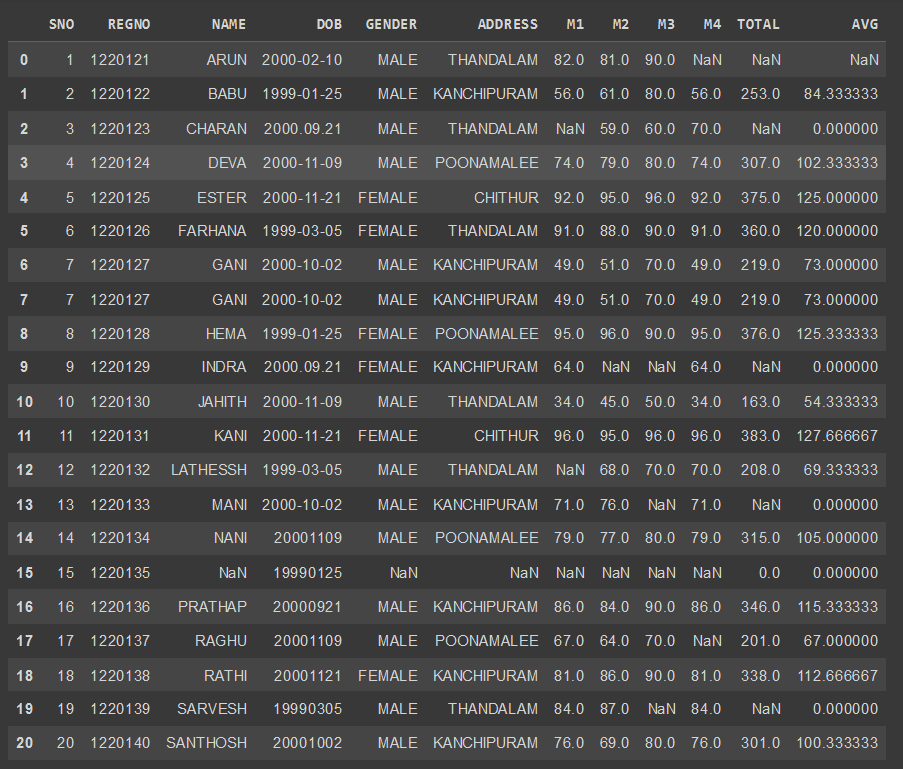 SNO REGNO NAME DOB GENDER ADDRESS M1 M2 M3 M4 TOTAL AVG
0 1 1220121 ARUN 2000-02-10 MALE THANDALAM 82.0 81.0 90.0 NaN NaN NaN
1 2 1220122 BABU 1999-01-25 MALE KANCHIPURAM 56.0 61.0 80.0 56.0 253.0 84.333333
2 3 1220123 CHARAN 2000.09.21 MALE THANDALAM NaN 59.0 60.0 70.0 NaN 0.000000
3 4 1220124 DEVA 2000-11-09 MALE POONAMALEE 74.0 79.0 80.0 74.0 307.0 102.333333
4 5 1220125 ESTER 2000-11-21 FEMALE CHITHUR 92.0 95.0 96.0 92.0 375.0 125.000000
5 6 1220126 FARHANA 1999-03-05 FEMALE THANDALAM 91.0 88.0 90.0 91.0 360.0 120.000000
6 7 1220127 GANI 2000-10-02 MALE KANCHIPURAM 49.0 51.0 70.0 49.0 219.0 73.000000
7 7 1220127 GANI 2000-10-02 MALE KANCHIPURAM 49.0 51.0 70.0 49.0 219.0 73.000000
8 8 1220128 HEMA 1999-01-25 FEMALE POONAMALEE 95.0 96.0 90.0 95.0 376.0 125.333333
9 9 1220129 INDRA 2000.09.21 FEMALE KANCHIPURAM 64.0 NaN NaN 64.0 NaN 0.000000
10 10 1220130 JAHITH 2000-11-09 MALE THANDALAM 34.0 45.0 50.0 34.0 163.0 54.333333
11 11 1220131 KANI 2000-11-21 FEMALE CHITHUR 96.0 95.0 96.0 96.0 383.0 127.666667
12 12 1220132 LATHESSH 1999-03-05 MALE THANDALAM NaN 68.0 70.0 70.0 208.0 69.333333
13 13 1220133 MANI 2000-10-02 MALE KANCHIPURAM 71.0 76.0 NaN 71.0 NaN 0.000000
14 14 1220134 NANI 20001109 MALE POONAMALEE 79.0 77.0 80.0 79.0 315.0 105.000000
15 15 1220135 NaN 19990125 NaN NaN NaN NaN NaN NaN 0.0 0.000000
16 16 1220136 PRATHAP 20000921 MALE KANCHIPURAM 86.0 84.0 90.0 86.0 346.0 115.333333
17 17 1220137 RAGHU 20001109 MALE POONAMALEE 67.0 64.0 70.0 NaN 201.0 67.000000
18 18 1220138 RATHI 20001121 FEMALE KANCHIPURAM 81.0 86.0 90.0 81.0 338.0 112.666667
19 19 1220139 SARVESH 19990305 MALE THANDALAM 84.0 87.0 NaN 84.0 NaN 0.000000
20 20 1220140 SANTHOSH 20001002 MALE KANCHIPURAM 76.0 69.0 80.0 76.0 301.0 100.333333